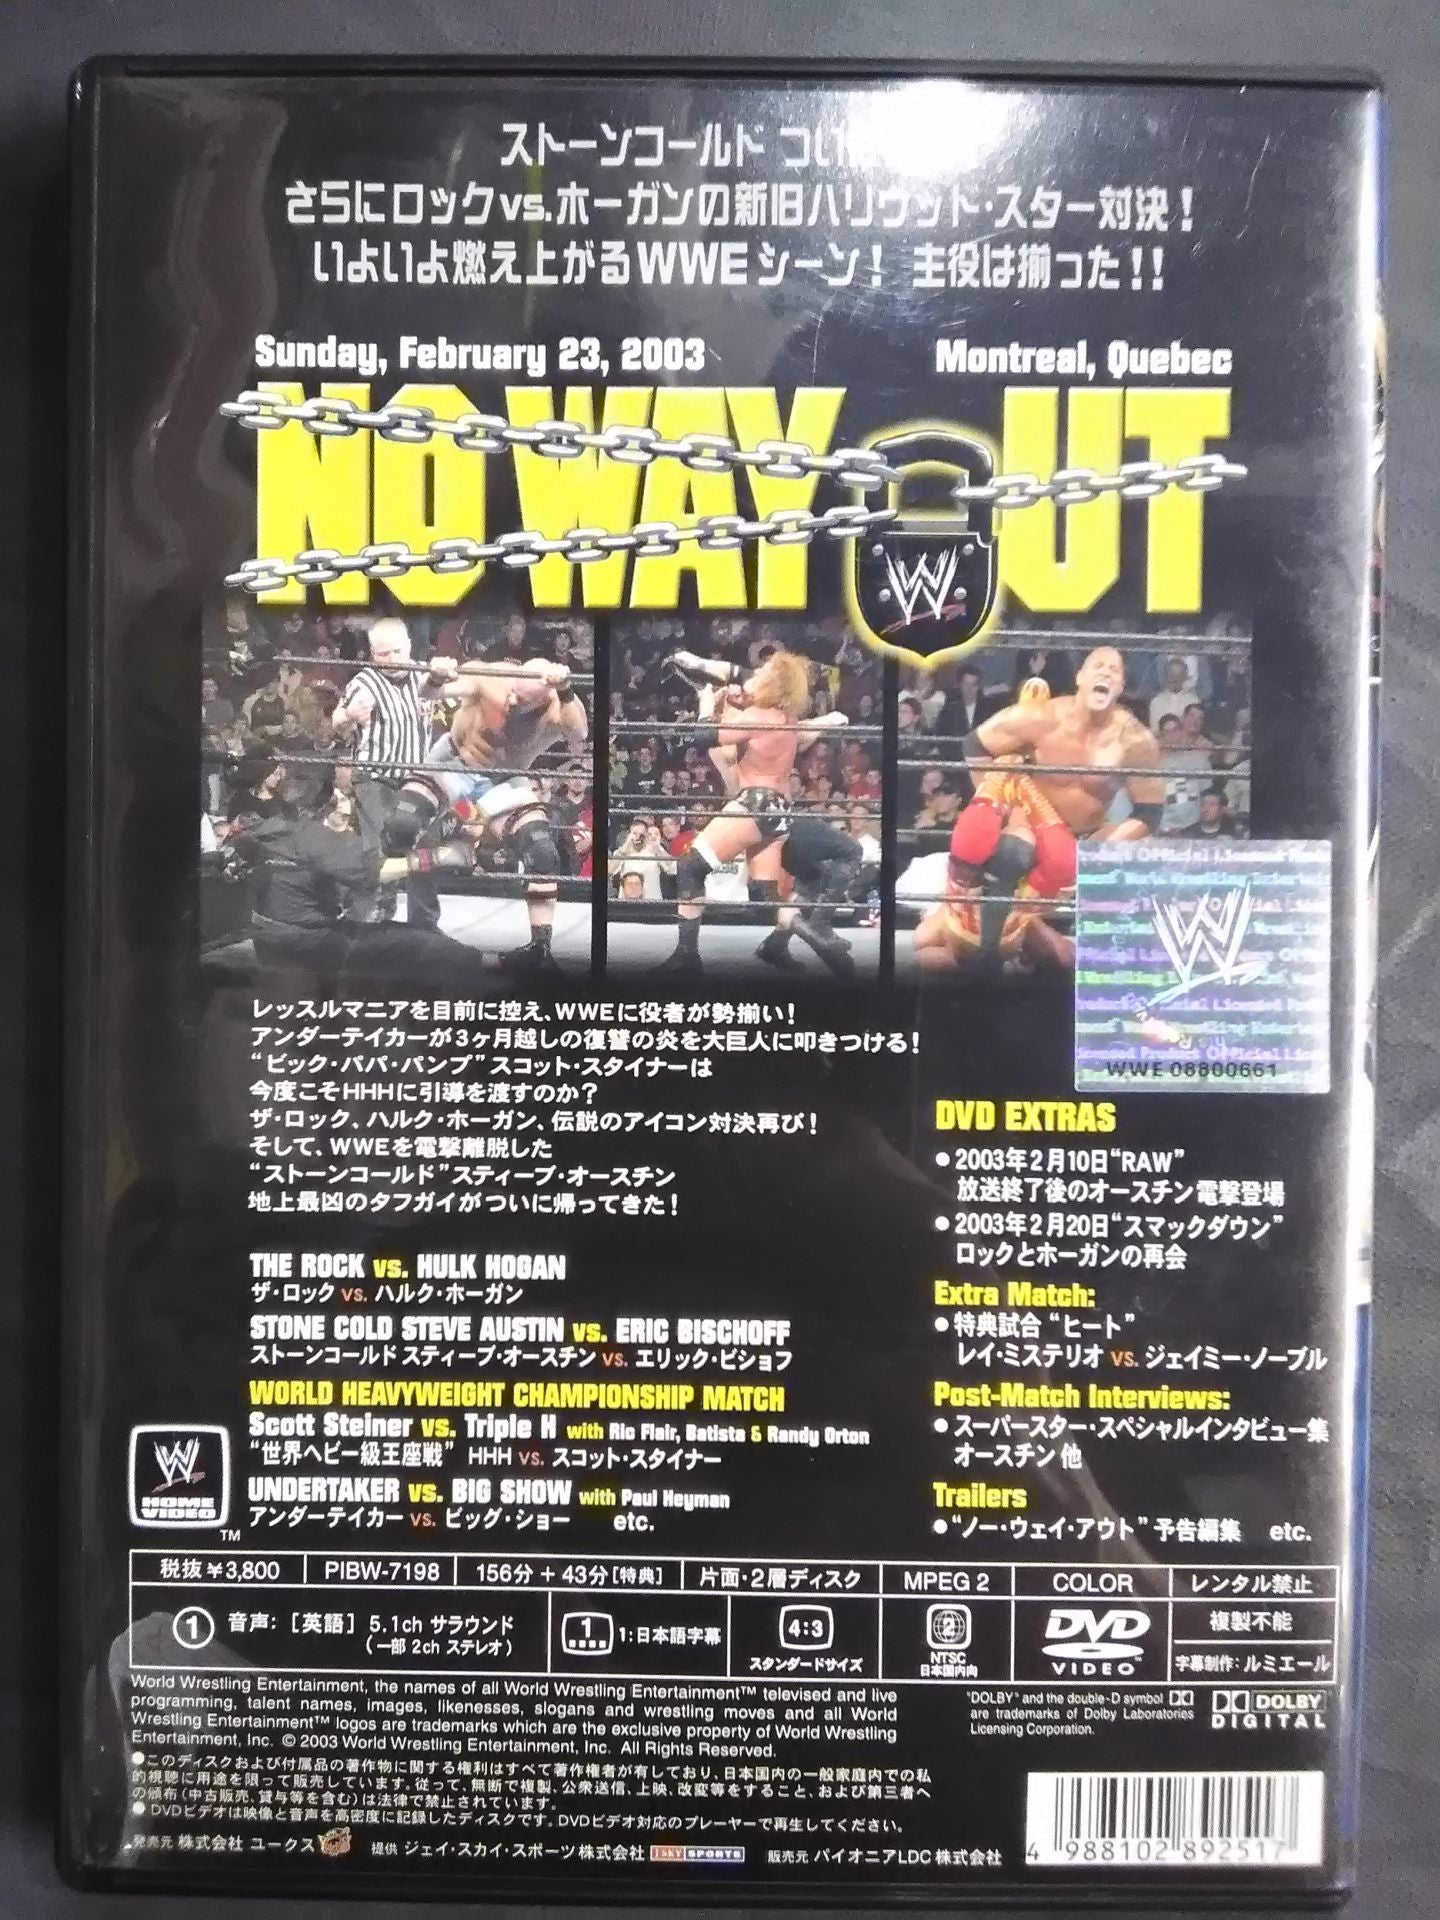 ストーンコールド つい
さらにロックvs.ホーガンの新旧ハリウッド・スター対決！
いよいよ燃え上がるWWEシーン！ 主役は揃った！！
Sunday, February 23, 2003
Montreal, Quebec
NO WAY OUT
W
レッスルマニアを目前に控え、WWEに役者が勢揃い！
アンダーテイカーが3ヶ月越しの復讐の炎を大巨人に叩きつける！
“ビック・パパ・パンプ”スコット・スタイナーは
今度こそHHHに引導を渡すのか？
ザ・ロック、ハルク・ホーガン、伝説のアイコン対決再び！
そして、WWEを電撃離脱した
“ストーンコールド”スティーブ・オースチン
地上最凶のタフガイがついに帰ってきた！
WWE 08800661
THE ROCK vs. HULK HOGAN
ザ・ロック vs. ハルク・ホーガン
STONE COLD STEVE AUSTIN vs. ERIC BISCHOFF
ストーンコールド スティーブ・オースチン vs. エリック・ビショフ
WORLD HEAVYWEIGHT CHAMPIONSHIP MATCH
Scott Steiner vs. Triple H with Ric Flair, Batista & Randy Orton
“世界ヘビー級王座戦” HHH vs. スコット・スタイナー
UNDERTAKER vs. BIG SHOW with Paul Heyman
アンダーテイカー vs. ビッグ・ショー etc.
DVD EXTRAS
●2003年2月10日“RAW”
放送終了後のオースチン電撃登場
●2003年2月20日“スマックダウン”
ロックとホーガンの再会
Extra Match:
●特典試合“ヒート”
レイ・ミステリオ vs. ジェイミー・ノーブル
Post-Match Interviews:
●スーパースター・スペシャルインタビュー集
オースチン 他
Trailers
●“ノー・ウェイ・アウト”予告編集 etc.
HOME VIDEO ™
税抜￥3,800 PIBW-7198 156分＋43分[特典] 片面・2層ディスク MPEG 2 COLOR レンタル禁止
① 音声：［英語］5.1ch サラウンド
（一部 2ch ステレオ）
1 1:日本語字幕
4:3 スタンダードサイズ
2 NTSC 日本国内向
DVD VIDEO
複製不能
字幕制作：ルミエール
World Wrestling Entertainment, the names of all World Wrestling Entertainment™ televised and live
programming, talent names, images, likenesses, slogans and wrestling moves and all World
Wrestling Entertainment™ logos are trademarks which are the exclusive property of World Wrestling
Entertainment, Inc. © 2003 World Wrestling Entertainment, Inc. All Rights Reserved.
"DOLBY" and the double-D symbol
are trademarks of Dolby Laboratories
Licensing Corporation.
DOLBY DIGITAL
●このディスクおよび付属品の著作物に関する権利はすべて著作権者が有しており、日本国内の一般家庭内での私
的視聴に用途を限って販売しています。従って、無断で複製、公衆送信、上映、改変等をすること、および第三者へ
の頒布（中古販売、貸与等を含む）は法律で禁止されています。
●DVDビデオは映像と音声を高密度に記録したディスクです。DVDビデオ対応のプレーヤーで再生してください。
発売元 株式会社 ユークス 提供 ジェイ・スカイ・スポーツ株式会社 J SKY SPORTS 販売元 パイオニアLDC 株式会社
4 988102 892517